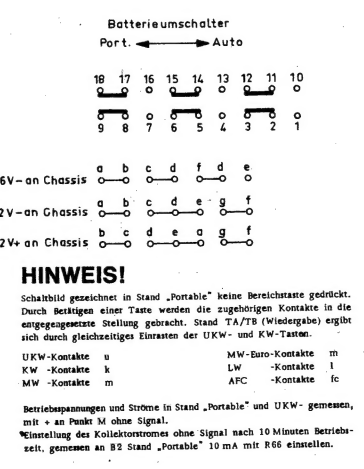 Batterieumschalter
Port. Auto
18 17 16 15 14 13 12 11 10
9 8 7 6 5 4 3 2 1
a b c d f d e
6V- an Chassis
a b c d e g f
2V- an Chassis
b c d e a g f
2V+ an Chassis
HINWEIS!
Schaltbild gezeichnet in Stand „Portable" keine Bereichstaste gedrückt.
Durch Betätigen einer Taste werden die zugehörigen Kontakte in die
entgegengesetzte Stellung gebracht. Stand TA/TB (Wiedergabe) ergibt
sich durch gleichzeitiges Einrasten der UKW- und KW-Tasten.
UKW-Kontakte u MW-Euro-Kontakte m
KW -Kontakte k LW -Kontakte l
MW -Kontakte m AFC -Kontakte fc
Betriebsspannungen und Ströme in Stand „Portable" und UKW- gemessen,
mit + an Punkt M ohne Signal.
*Einstellung des Kollektorstromes ohne Signal nach 10 Minuten Betriebs-
zeit, gemessen an B2 Stand „Portable" 10 mA mit R66 einstellen.